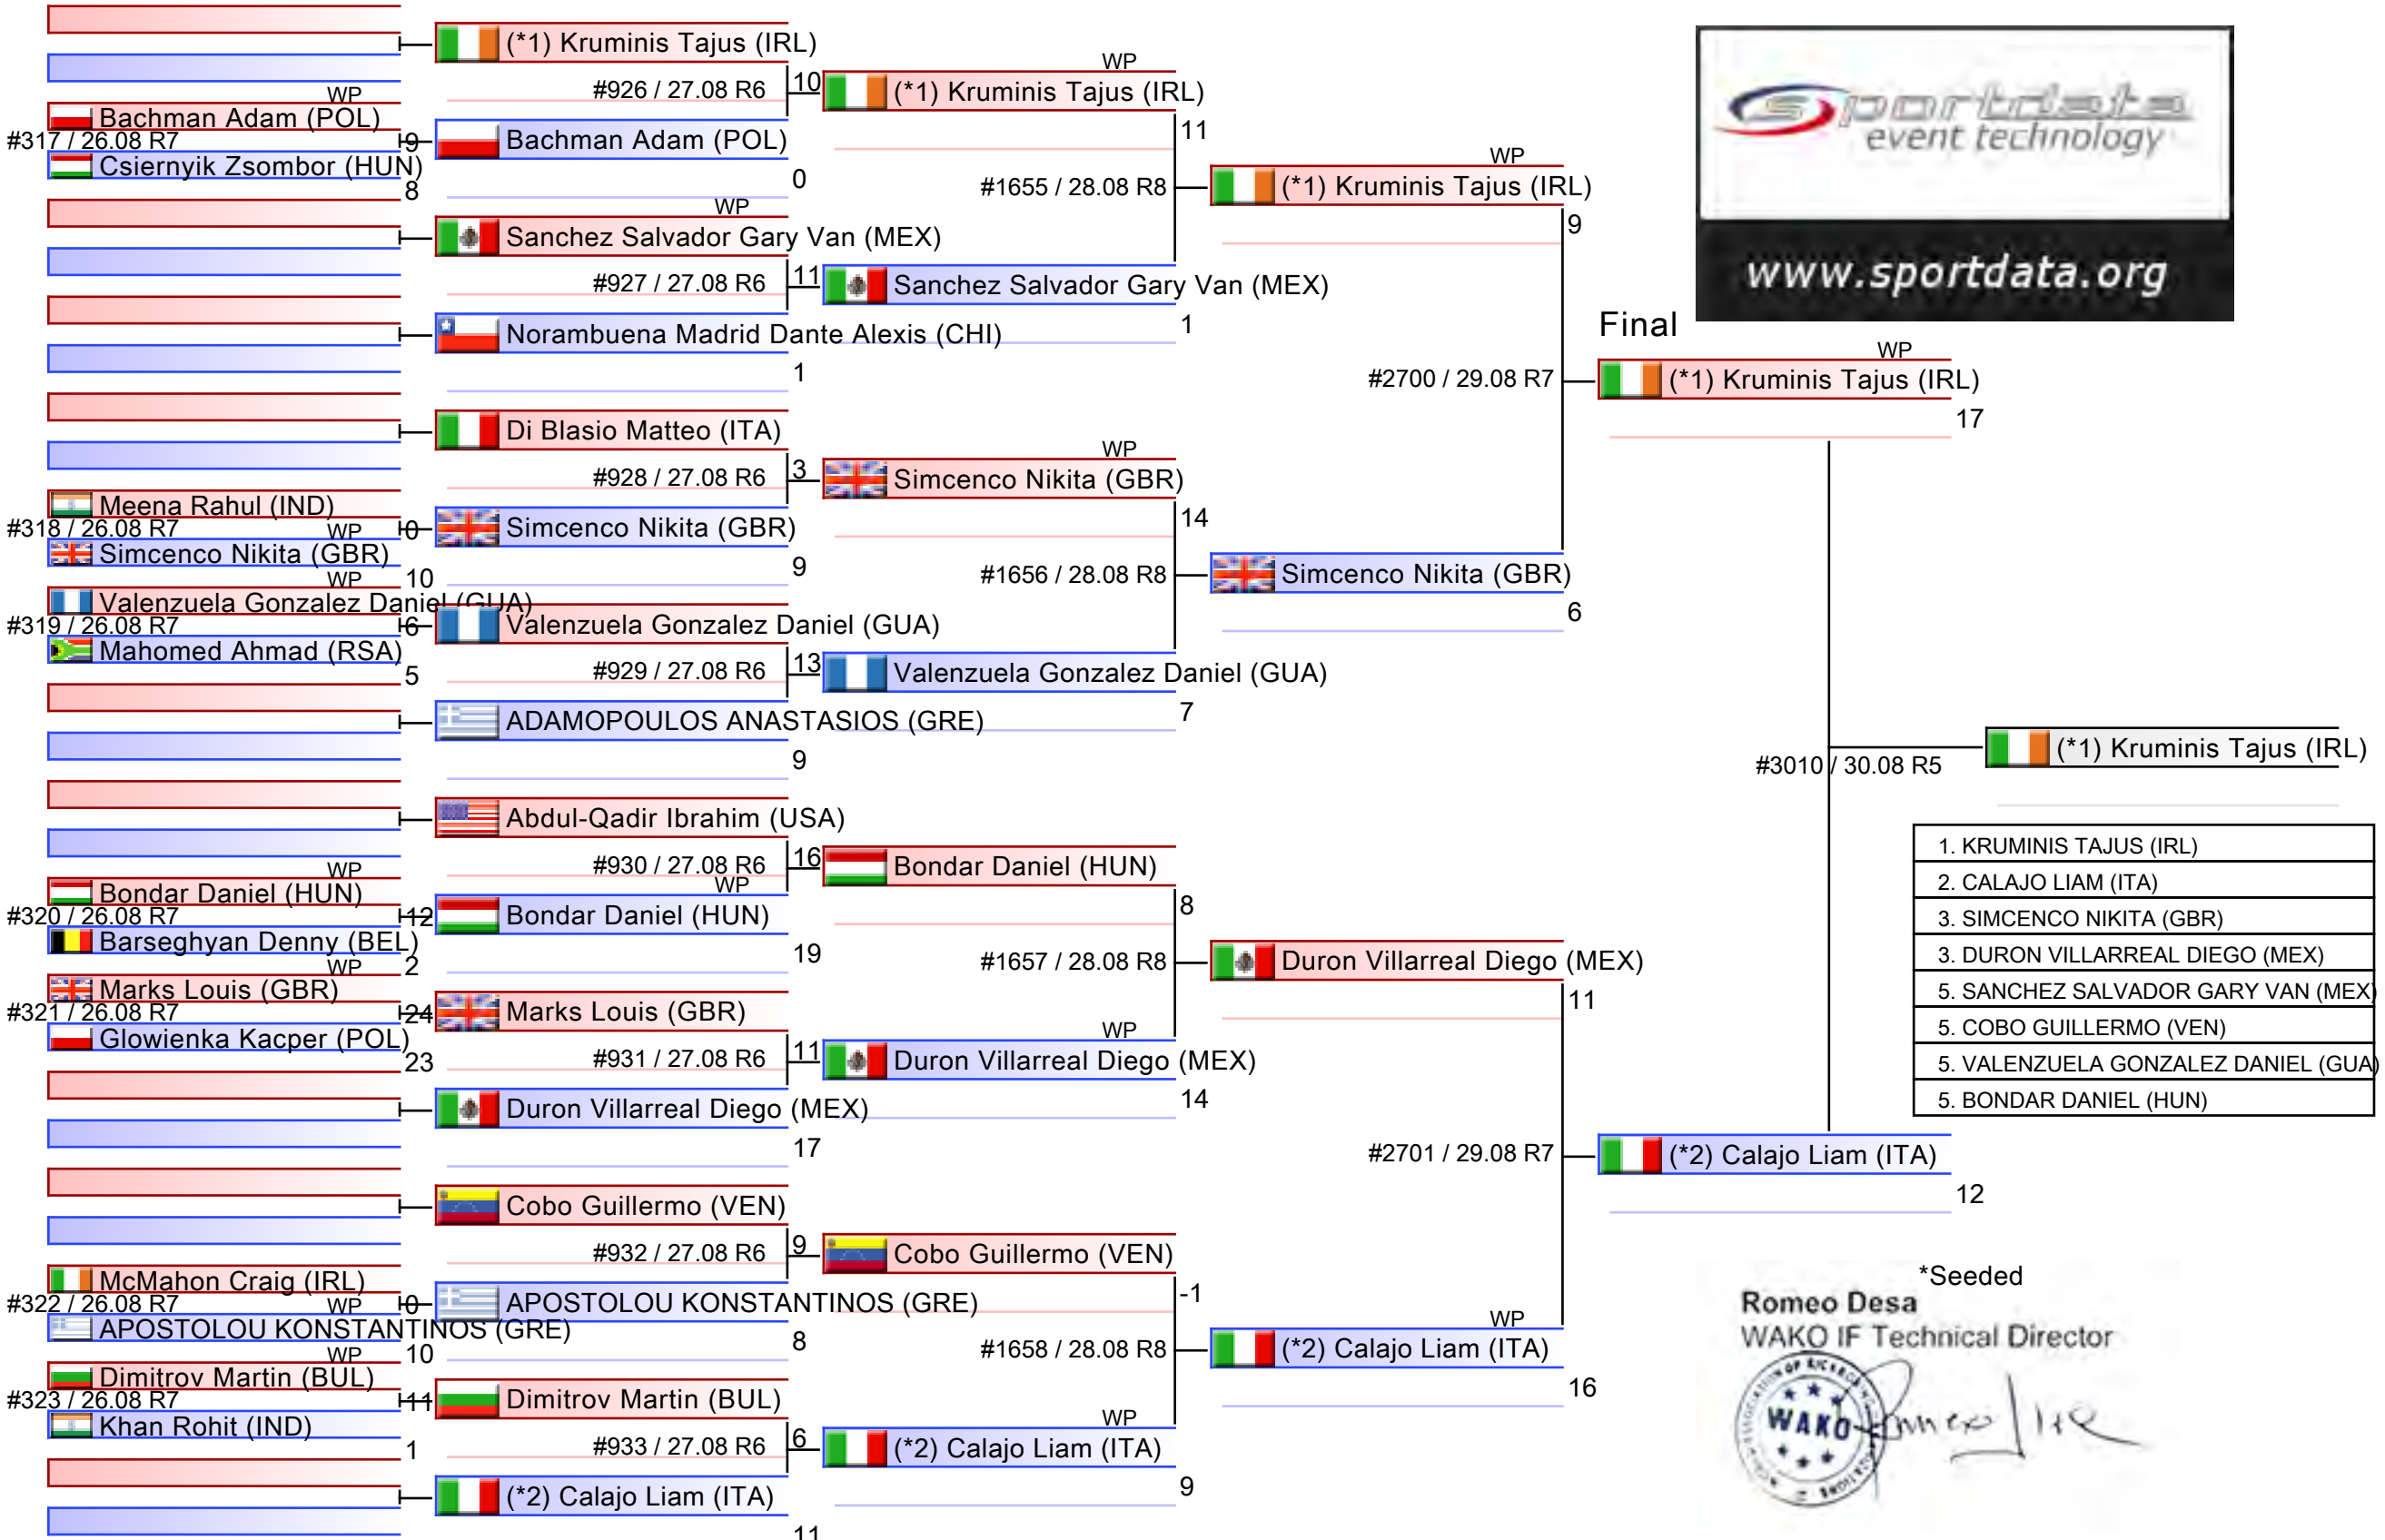 (*1) Kruminis Tajus (IRL)
WP
Bachman Adam (POL)
#317 / 26.08 R7
9
Csiernyik Zsombor (HUN)
8
#926 / 27.08 R6
10
Bachman Adam (POL)
0
WP
Sanchez Salvador Gary Van (MEX)
#927 / 27.08 R6
11
Norambuena Madrid Dante Alexis (CHI)
1
Di Blasio Matteo (ITA)
#928 / 27.08 R6
3
Meena Rahul (IND)
#318 / 26.08 R7
WP
0
Simcenco Nikita (GBR)
10
Simcenco Nikita (GBR)
9
WP
Valenzuela Gonzalez Daniel (GUA)
#319 / 26.08 R7
6
Mahomed Ahmad (RSA)
5
Valenzuela Gonzalez Daniel (GUA)
#929 / 27.08 R6
13
ADAMOPOULOS ANASTASIOS (GRE)
9
Abdul-Qadir Ibrahim (USA)
#930 / 27.08 R6
16
WP
Bondar Daniel (HUN)
#320 / 26.08 R7
12
Barseghyan Denny (BEL)
2
WP
Bondar Daniel (HUN)
19
WP
Marks Louis (GBR)
#321 / 26.08 R7
24
Glowienka Kacper (POL)
23
Marks Louis (GBR)
#931 / 27.08 R6
11
Duron Villarreal Diego (MEX)
17
Cobo Guillermo (VEN)
#932 / 27.08 R6
9
McMahon Craig (IRL)
#322 / 26.08 R7
WP
0
APOSTOLOU KONSTANTINOS (GRE)
10
APOSTOLOU KONSTANTINOS (GRE)
8
WP
Dimitrov Martin (BUL)
#323 / 26.08 R7
11
Khan Rohit (IND)
1
Dimitrov Martin (BUL)
#933 / 27.08 R6
6
(*2) Calajo Liam (ITA)
11
WP
(*1) Kruminis Tajus (IRL)
11
#1655 / 28.08 R8
Sanchez Salvador Gary Van (MEX)
1
WP
Simcenco Nikita (GBR)
14
#1656 / 28.08 R8
Valenzuela Gonzalez Daniel (GUA)
7
Bondar Daniel (HUN)
8
#1657 / 28.08 R8
WP
Duron Villarreal Diego (MEX)
14
Cobo Guillermo (VEN)
-1
#1658 / 28.08 R8
WP
(*2) Calajo Liam (ITA)
9
WP
(*1) Kruminis Tajus (IRL)
9
#2700 / 29.08 R7
Simcenco Nikita (GBR)
6
Duron Villarreal Diego (MEX)
11
#2701 / 29.08 R7
WP
(*2) Calajo Liam (ITA)
16
sportdata
event technology
www.sportdata.org
Final
WP
(*1) Kruminis Tajus (IRL)
17
#3010 / 30.08 R5
(*2) Calajo Liam (ITA)
12
(*1) Kruminis Tajus (IRL)
1. KRUMINIS TAJUS (IRL)
2. CALAJO LIAM (ITA)
3. SIMCENCO NIKITA (GBR)
3. DURON VILLARREAL DIEGO (MEX)
5. SANCHEZ SALVADOR GARY VAN (MEX)
5. COBO GUILLERMO (VEN)
5. VALENZUELA GONZALEZ DANIEL (GUA)
5. BONDAR DANIEL (HUN)
*Seeded
Romeo Desa
WAKO IF Technical Director
WAKO